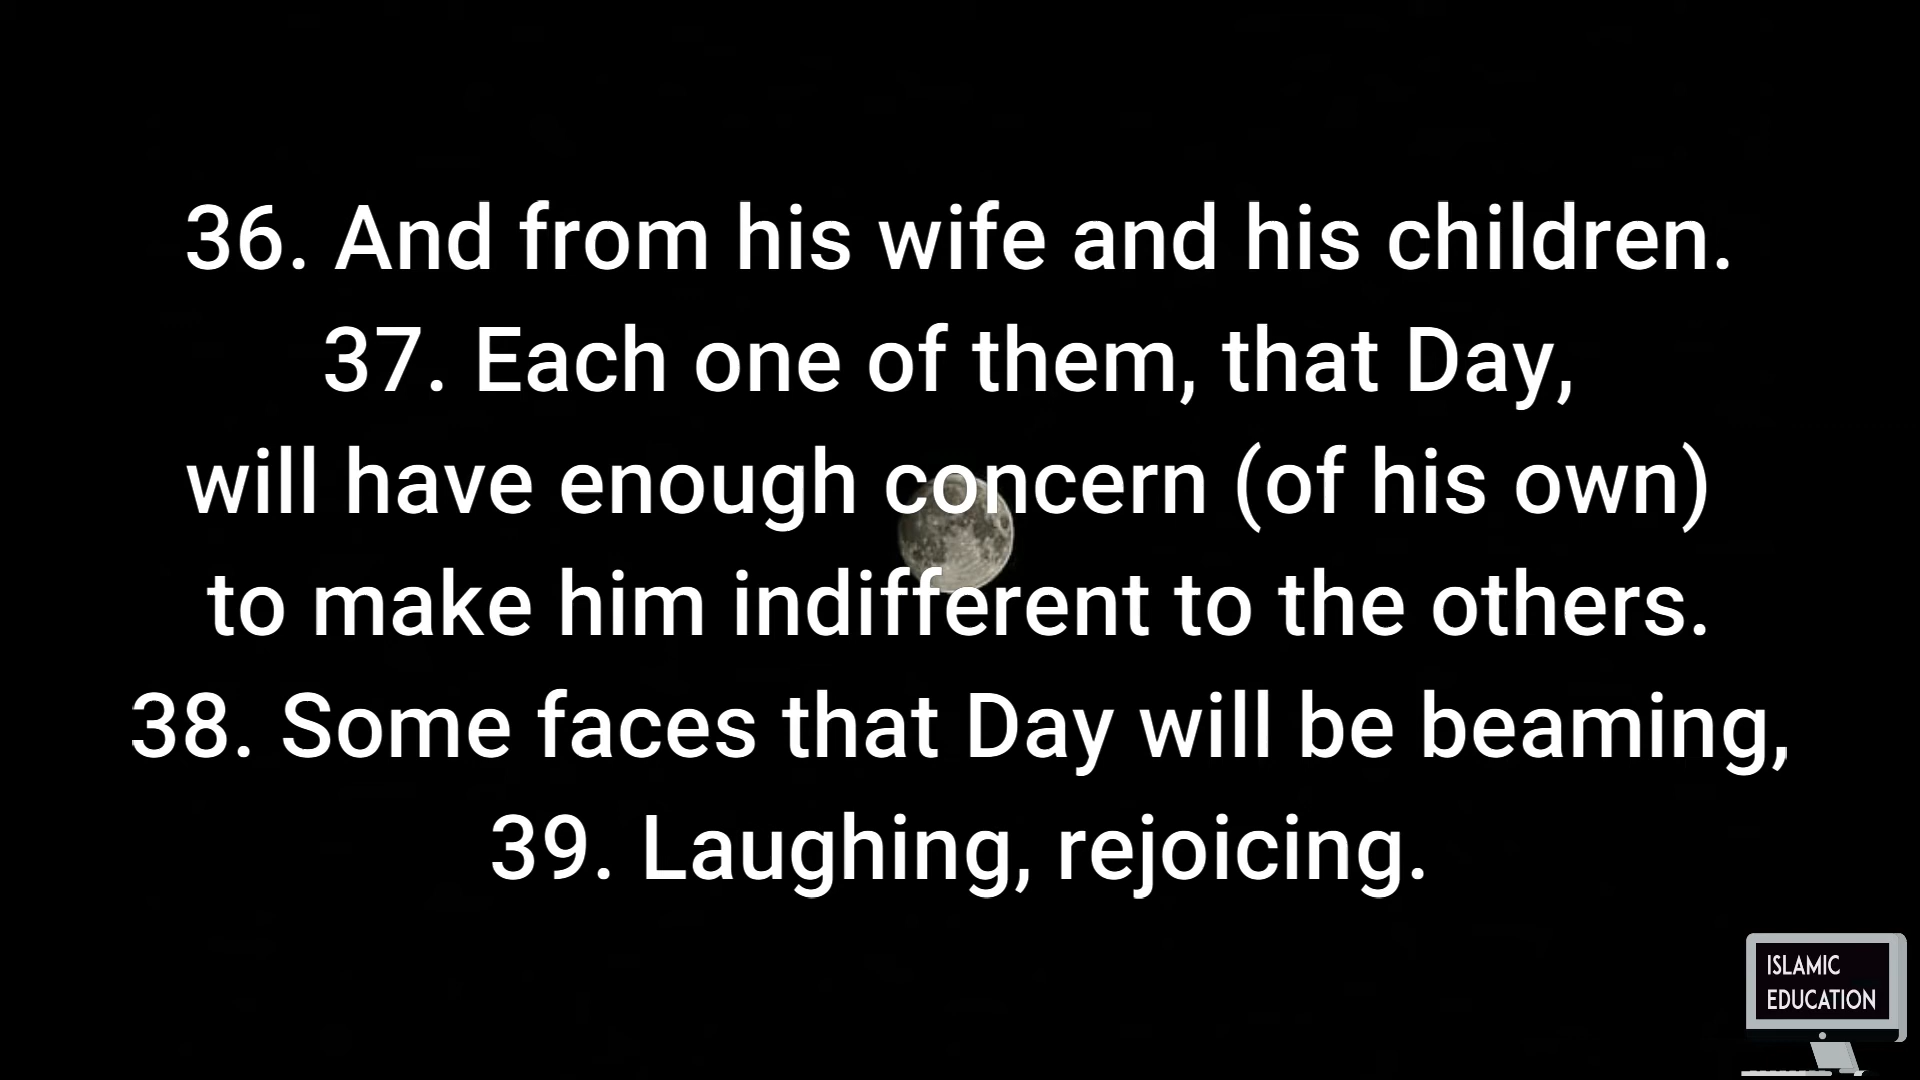 36. And from his wife and his children.
37. Each one of them, that Day,
will have enough concern (of his own)
to make him indifferent to the others.
38. Some faces that Day will be beaming,
39. Laughing, rejoicing.
ISLAMIC
EDUCATION